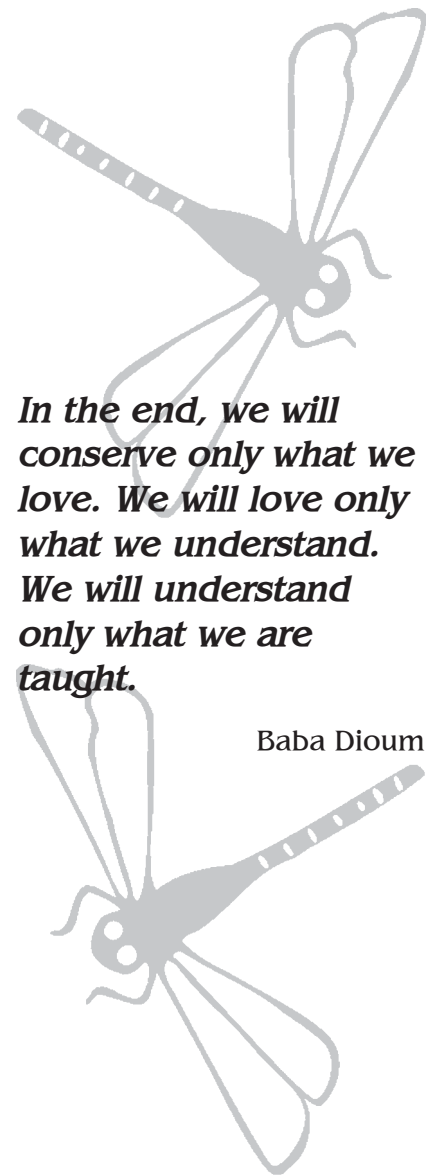 In the end, we will
conserve only what we
love. We will love only
what we understand.
We will understand
only what we are
taught.
Baba Dioum